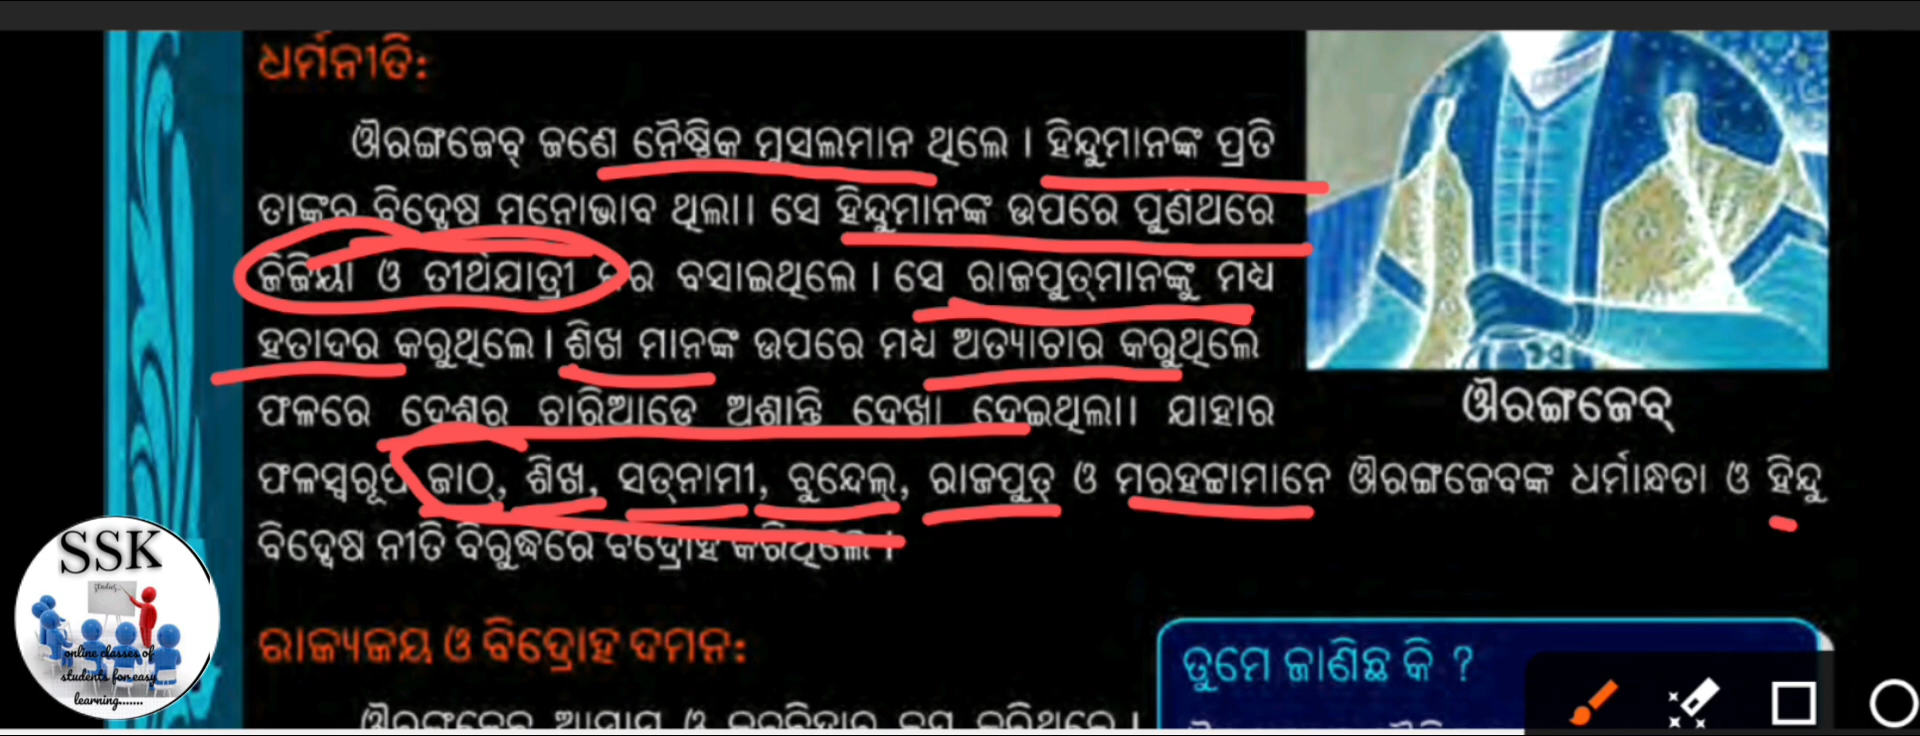 ଧର୍ମନୀତି:
ଔରଙ୍ଗଜେବ୍ ଜଣେ ନୈଷ୍ଠିକ ମୁସଲମାନ ଥିଲେ । ହିନ୍ଦୁମାନଙ୍କ ପ୍ରତି
ତାଙ୍କର ବିଦ୍ୱେଷ ମନୋଭାବ ଥିଲା। ସେ ହିନ୍ଦୁମାନଙ୍କ ଉପରେ ପୁଣିଥରେ
ଜିଜିୟା ଓ ତୀର୍ଥଯାତ୍ରୀ କର ବସାଇଥିଲେ । ସେ ରାଜପୁତ୍‌ମାନଙ୍କୁ ମଧ୍ୟ
ହତାଦର କରୁଥିଲେ । ଶିଖ ମାନଙ୍କ ଉପରେ ମଧ୍ୟ ଅତ୍ୟାଚାର କରୁଥିଲେ
ଫଳରେ ଦେଶର ଚାରିଆଡେ ଅଶାନ୍ତି ଦେଖା ଦେଇଥିଲା। ଯାହାର
ଔରଙ୍ଗଜେବ୍
ଫଳସ୍ୱରୂପ ଜାଠ୍, ଶିଖ, ସତ୍‌ନାମୀ, ବୁନ୍ଦେଲ୍, ରାଜପୁତ୍ ଓ ମରହଟ୍ଟାମାନେ ଔରଙ୍ଗଜେବଙ୍କ ଧର୍ମାନ୍ଧତା ଓ ହିନ୍ଦୁ
ବିଦ୍ୱେଷ ନୀତି ବିରୁଦ୍ଧରେ ବିଦ୍ରୋହ କରିଥିଲେ ।
SSK
online classes of
students for easy
learning.......
ରାଜ୍ୟଜୟ ଓ ବିଦ୍ରୋହ ଦମନ:
ତୁମେ ଜାଣିଛ କି ?